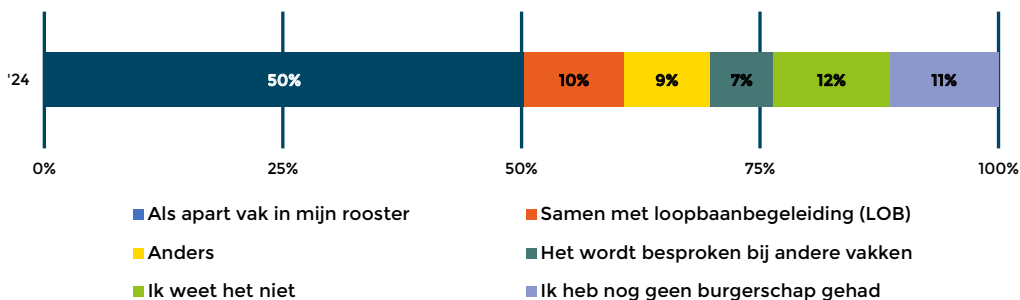 '24
50% 10% 9% 7% 12% 11%
0% 25% 50% 75% 100%
Als apart vak in mijn rooster
Samen met loopbaanbegeleiding (LOB)
Anders
Het wordt besproken bij andere vakken
Ik weet het niet
Ik heb nog geen burgerschap gehad